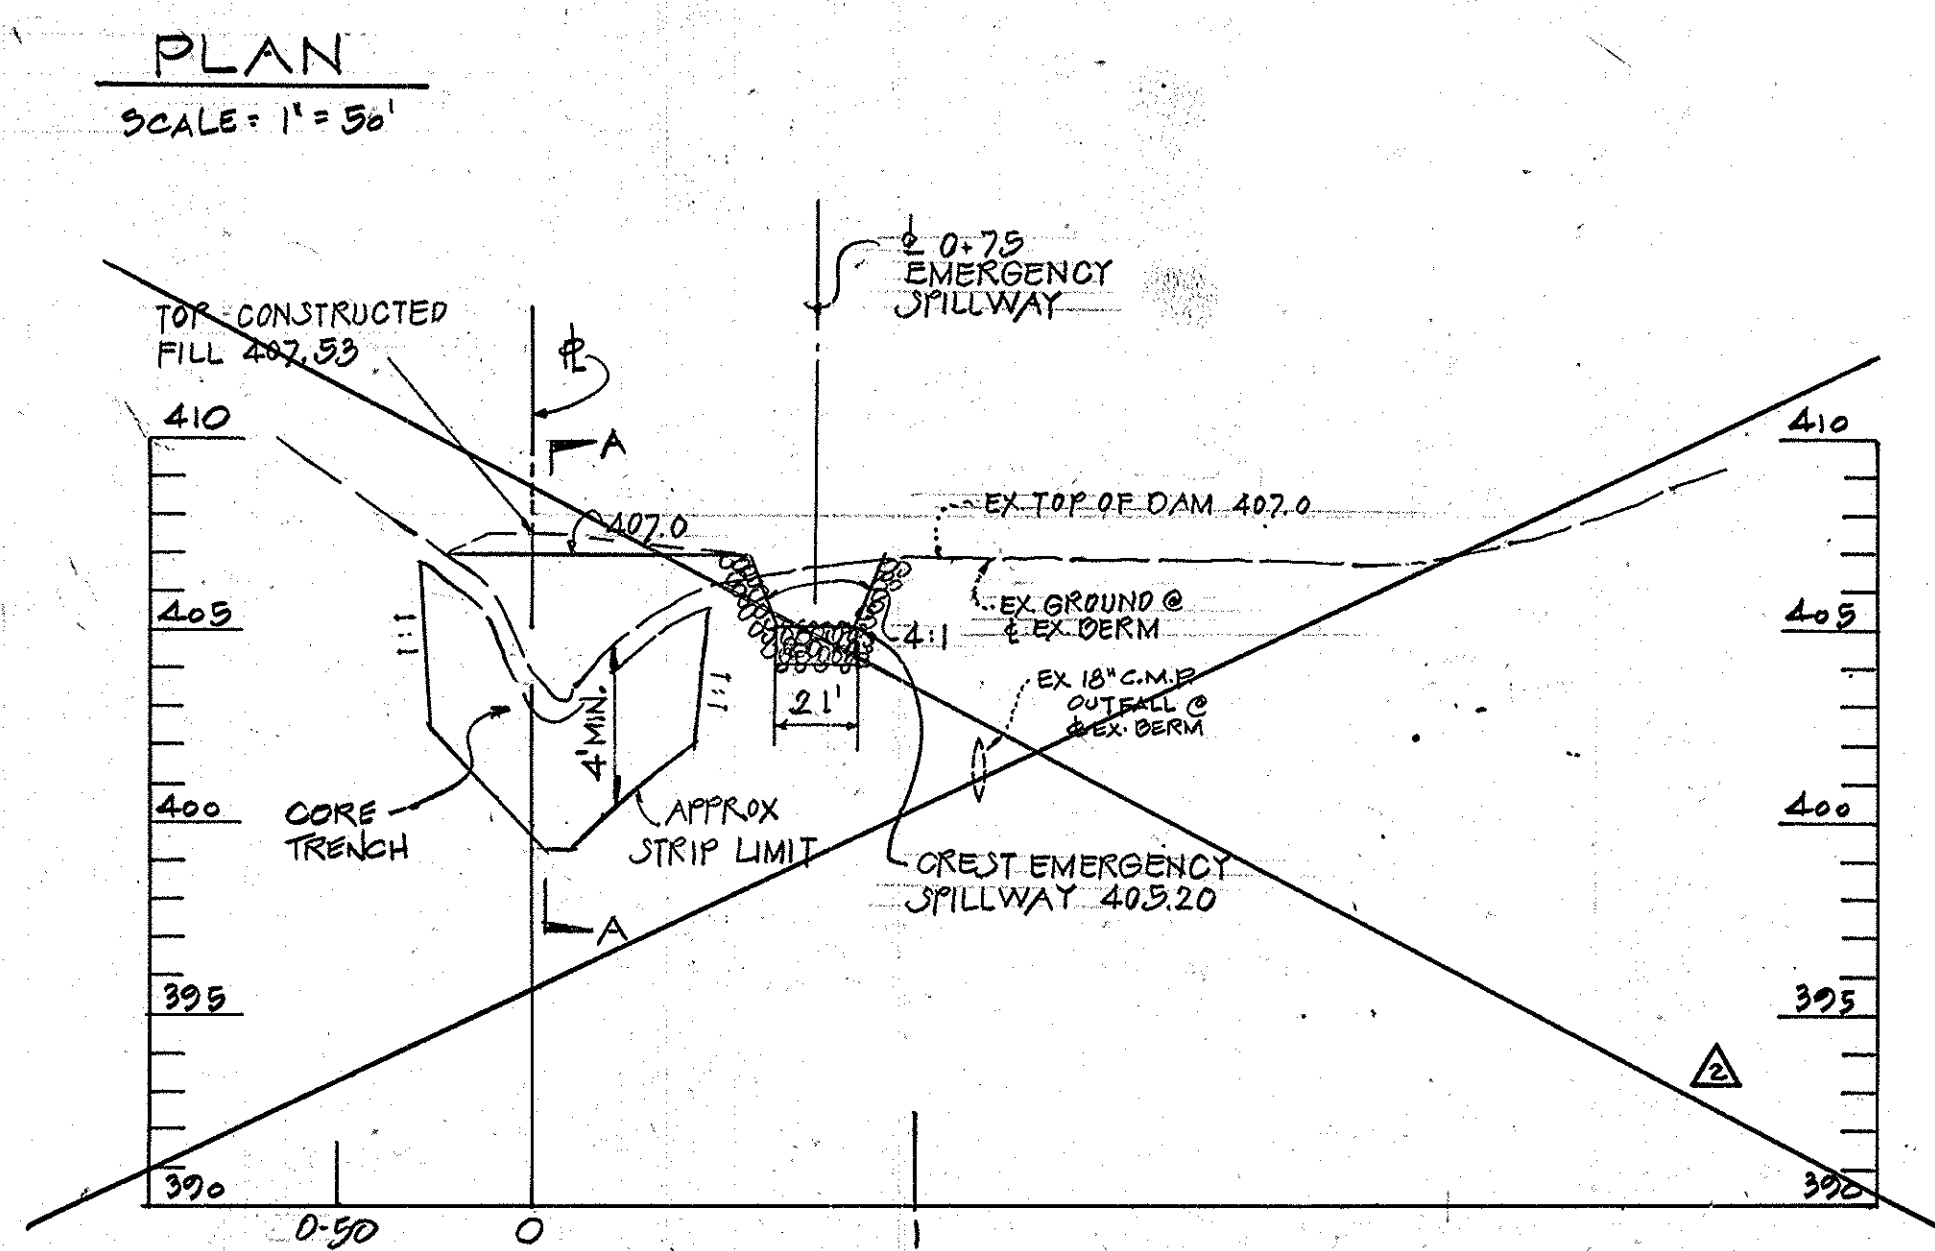 PLAN
SCALE = 1" = 50'
℄ 0+75
EMERGENCY
SPILLWAY
TOP CONSTRUCTED
FILL 407.53
℄
410
A
410
407.0
EX. TOP OF DAM 407.0
EX. GROUND @
℄ EX. BERM
405
1:1
4:1
405
EX 18" C.M.P.
OUTFALL @
℄ EX. BERM
1:1
21'
4' MIN.
CORE
TRENCH
400
APPROX
STRIP LIMIT
400
CREST EMERGENCY
SPILLWAY 405.20
A
395
395
2
390
390
0-50
0
1